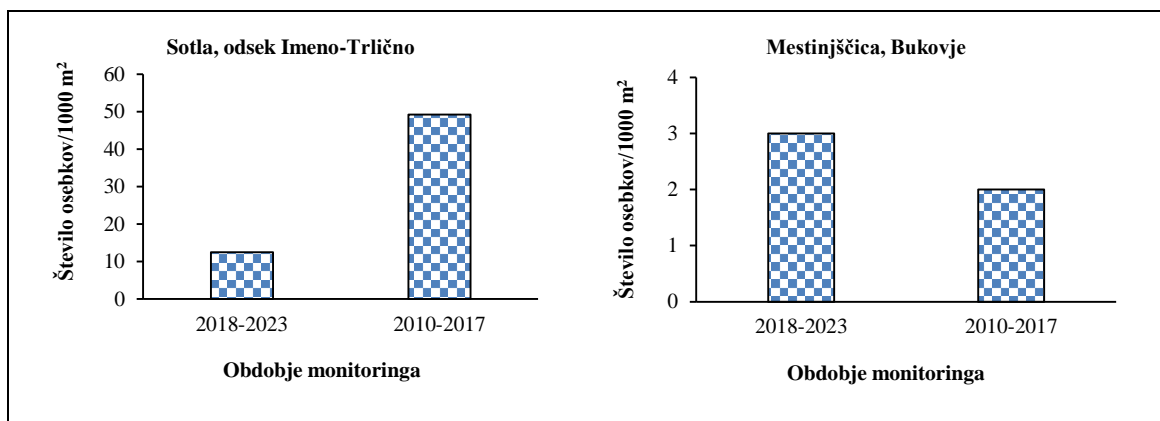 Sotla, odsek Imeno-Trlično
Število osebkov/1000 m²
60
50
40
30
20
10
0
2018-2023 2010-2017
Obdobje monitoringa
Mestinjščica, Bukovje
Število osebkov/1000 m²
4
3
2
1
0
2018-2023 2010-2017
Obdobje monitoringa